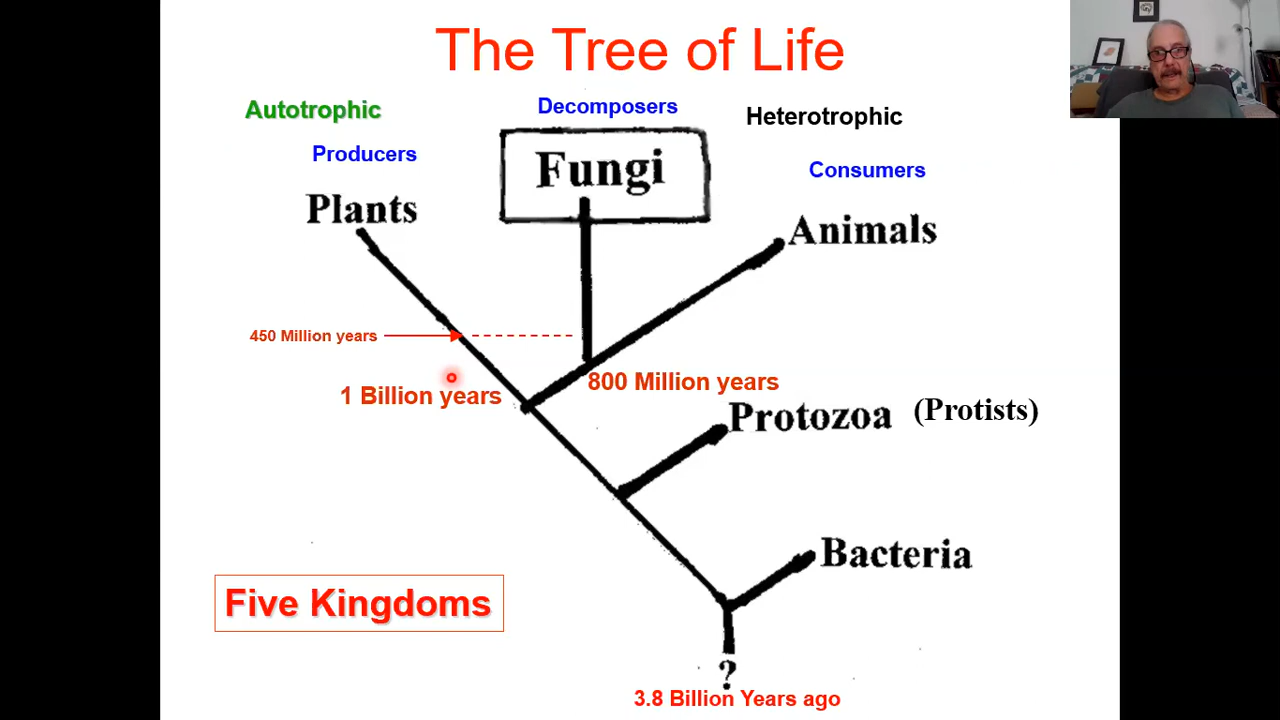 The Tree of Life
Autotrophic
Decomposers
Heterotrophic
Producers
Fungi
Consumers
Plants
Animals
450 Million years
1 Billion years
800 Million years
Protozoa (Protists)
Bacteria
Five Kingdoms
?
3.8 Billion Years ago